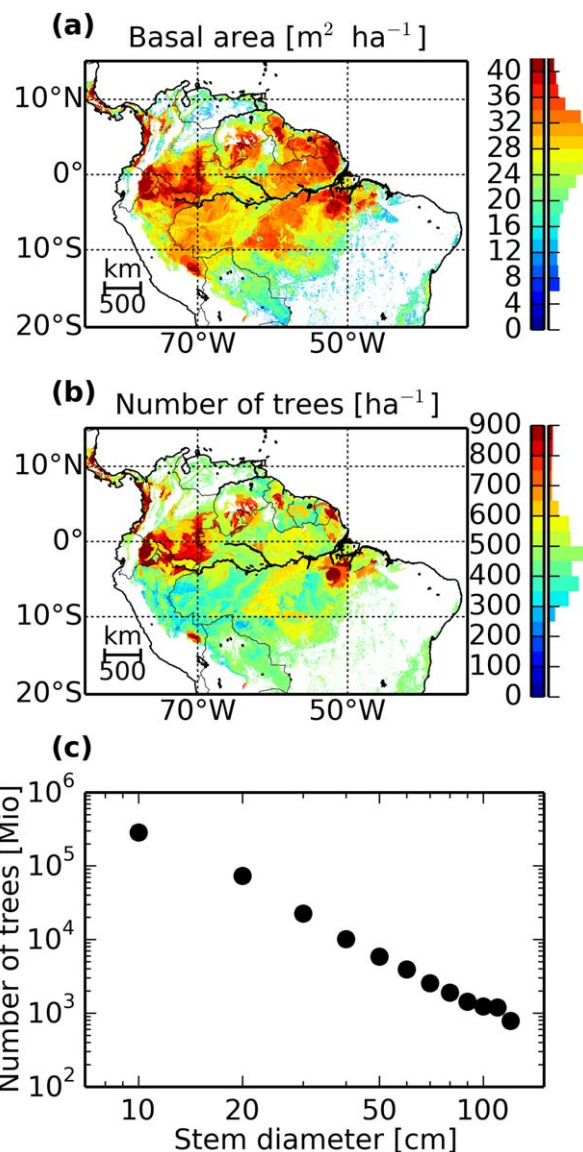 (a)
Basal area [m² ha⁻¹]
10°N
0°
10°S
20°S
km
500
70°W
50°W
40
36
32
28
24
20
16
12
8
4
0
(b)
Number of trees [ha⁻¹]
10°N
0°
10°S
20°S
km
500
70°W
50°W
900
800
700
600
500
400
300
200
100
0
(c)
Number of trees [Mio]
10⁶
10⁵
10⁴
10³
10²
10
20
50
100
Stem diameter [cm]